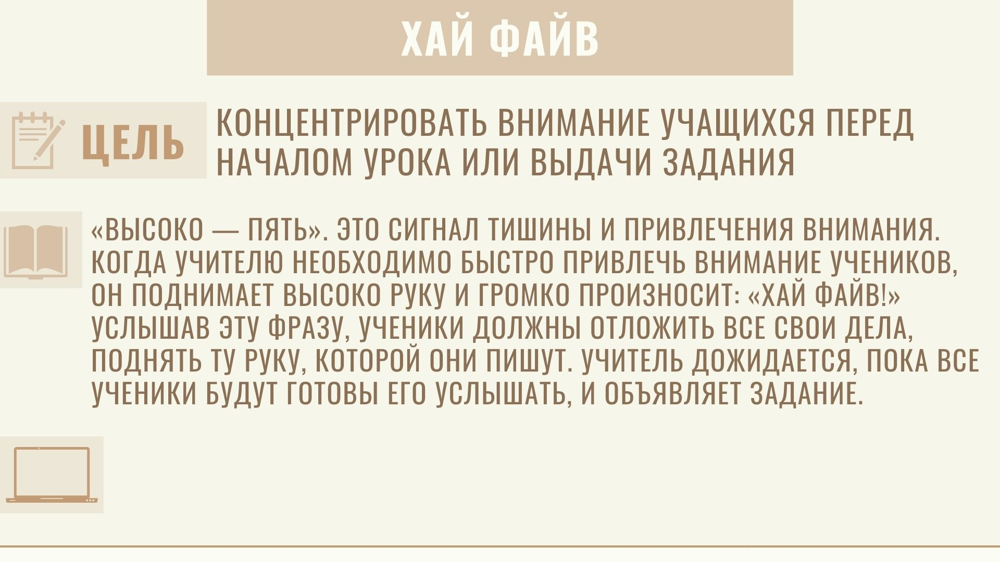 ХАЙ ФАЙВ
ЦЕЛЬ
КОНЦЕНТРИРОВАТЬ ВНИМАНИЕ УЧАЩИХСЯ ПЕРЕД
НАЧАЛОМ УРОКА ИЛИ ВЫДАЧИ ЗАДАНИЯ
«ВЫСОКО — ПЯТЬ». ЭТО СИГНАЛ ТИШИНЫ И ПРИВЛЕЧЕНИЯ ВНИМАНИЯ.
КОГДА УЧИТЕЛЮ НЕОБХОДИМО БЫСТРО ПРИВЛЕЧЬ ВНИМАНИЕ УЧЕНИКОВ,
ОН ПОДНИМАЕТ ВЫСОКО РУКУ И ГРОМКО ПРОИЗНОСИТ: «ХАЙ ФАЙВ!»
УСЛЫШАВ ЭТУ ФРАЗУ, УЧЕНИКИ ДОЛЖНЫ ОТЛОЖИТЬ ВСЕ СВОИ ДЕЛА,
ПОДНЯТЬ ТУ РУКУ, КОТОРОЙ ОНИ ПИШУТ. УЧИТЕЛЬ ДОЖИДАЕТСЯ, ПОКА ВСЕ
УЧЕНИКИ БУДУТ ГОТОВЫ ЕГО УСЛЫШАТЬ, И ОБЪЯВЛЯЕТ ЗАДАНИЕ.